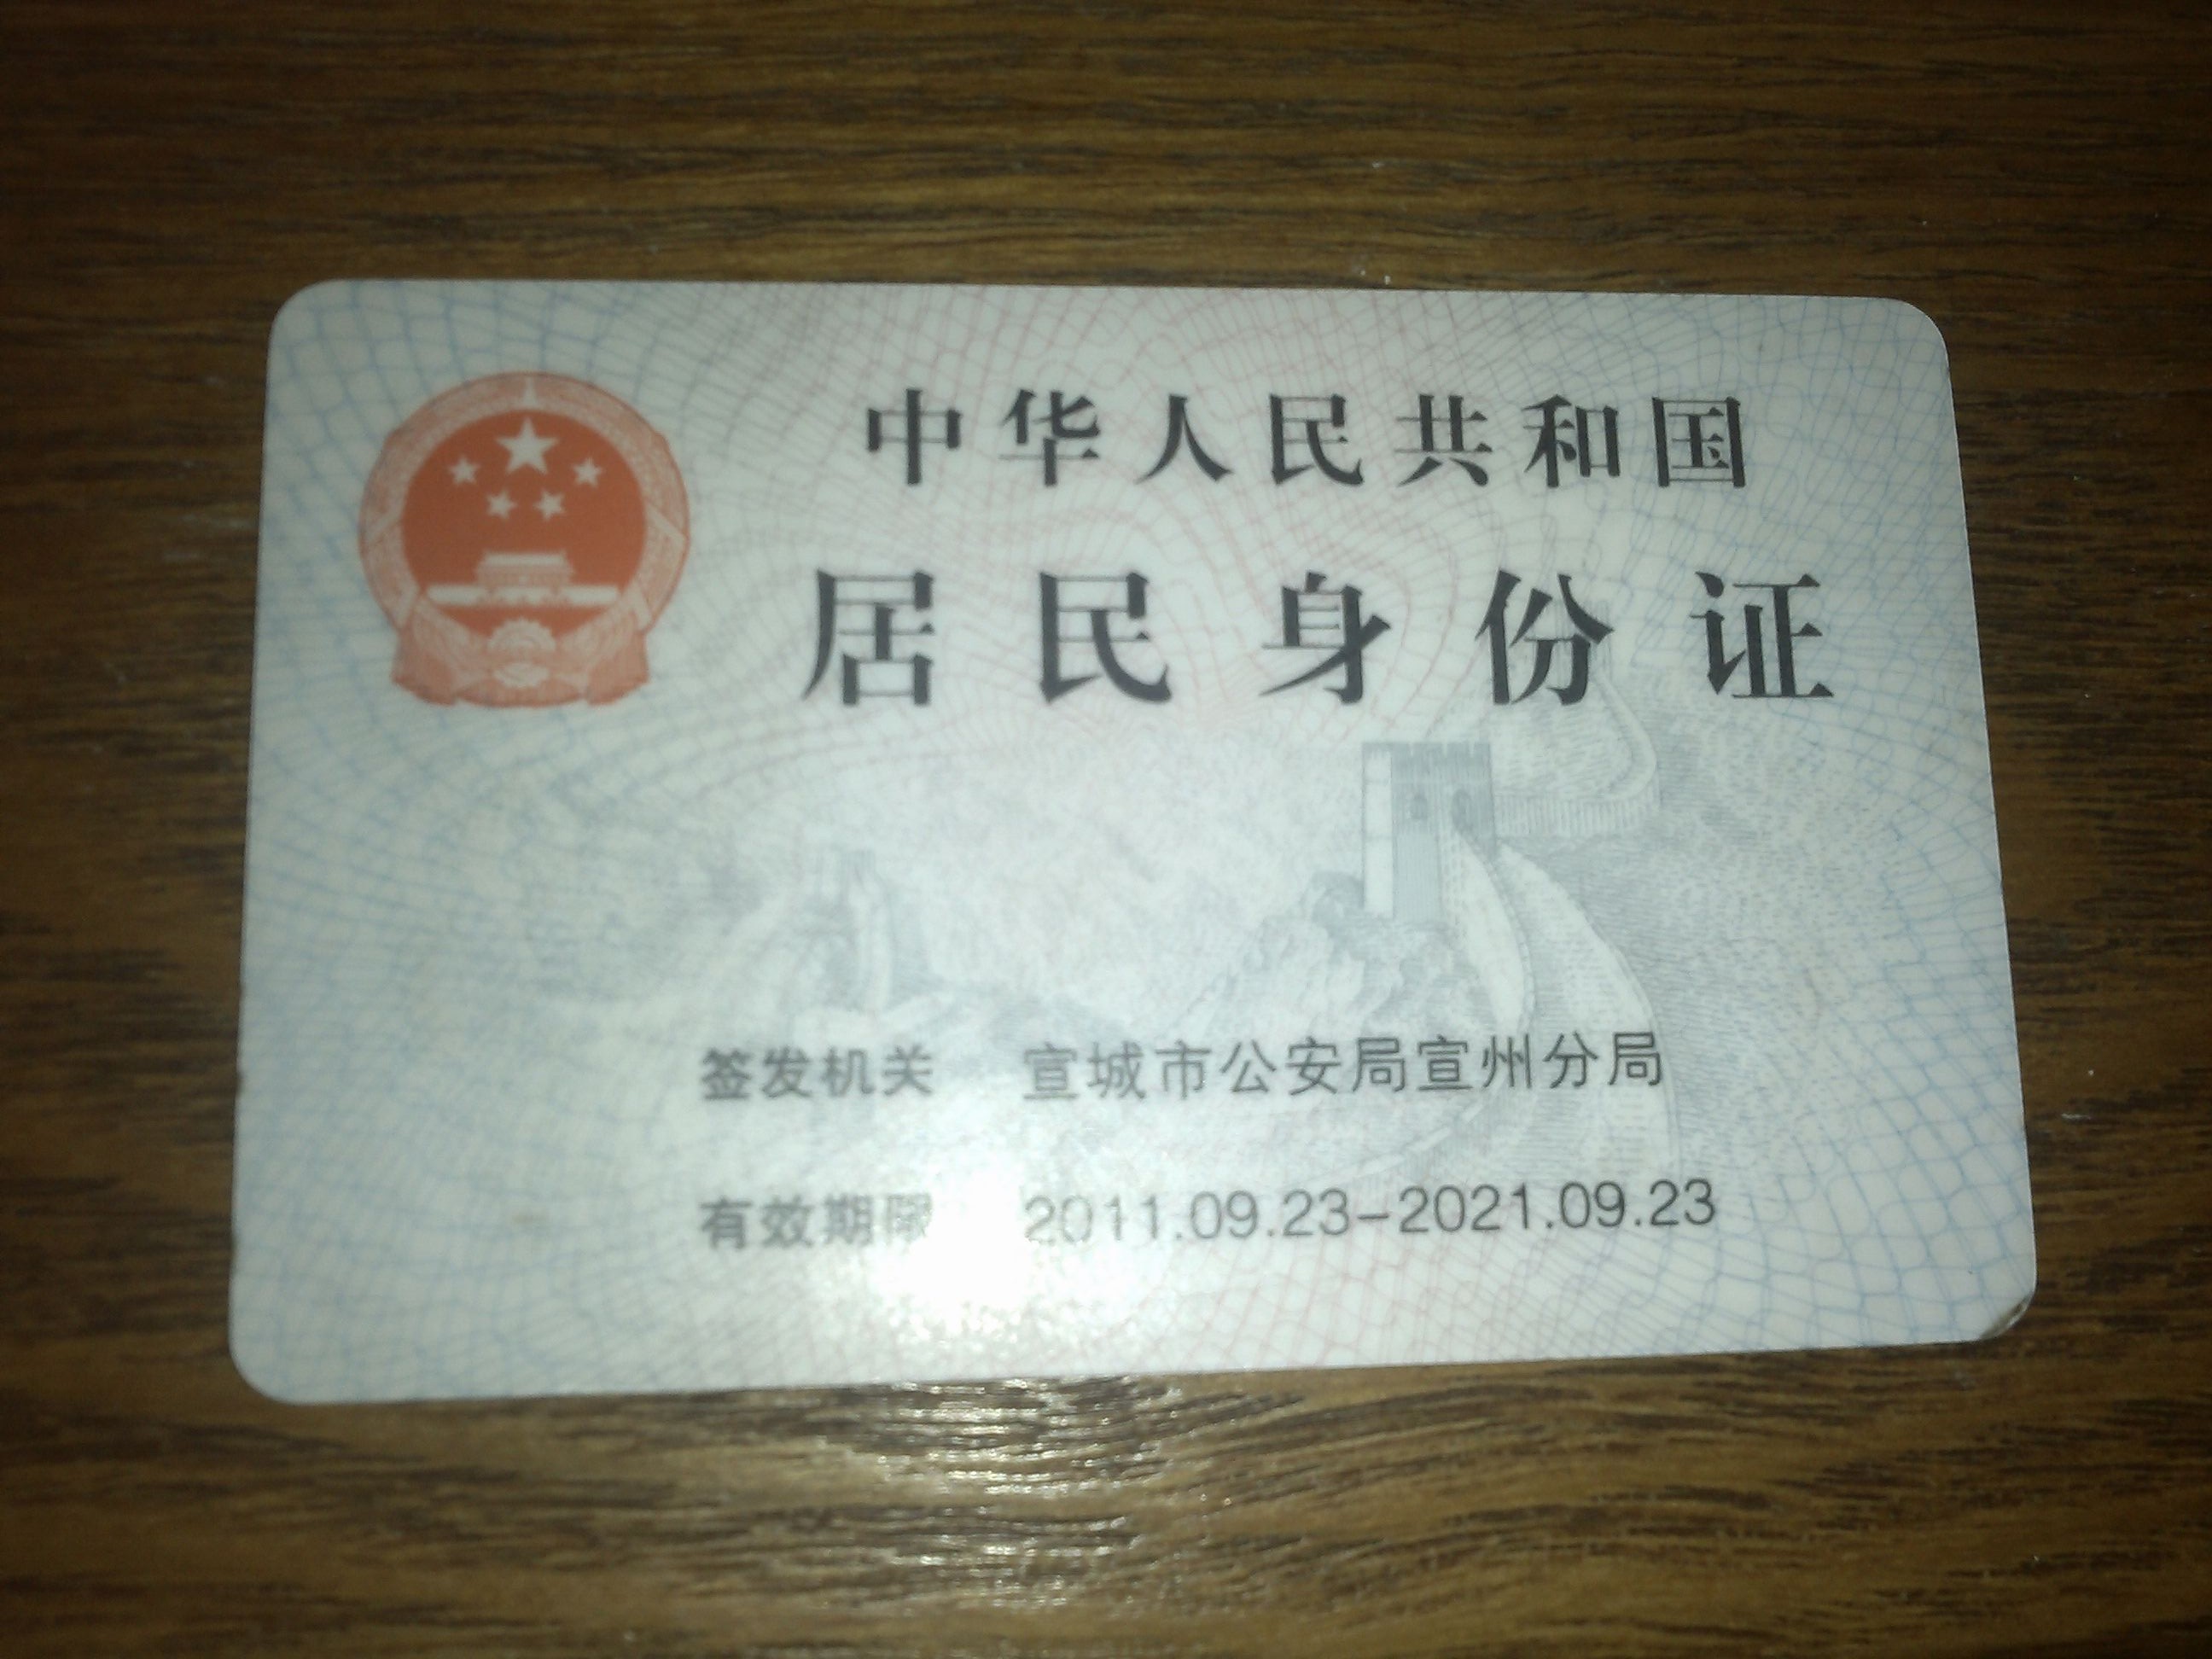 中华人民共和国
居民身份证
签发机关 宣城市公安局宣州分局
有效期限 2011.09.23-2021.09.23